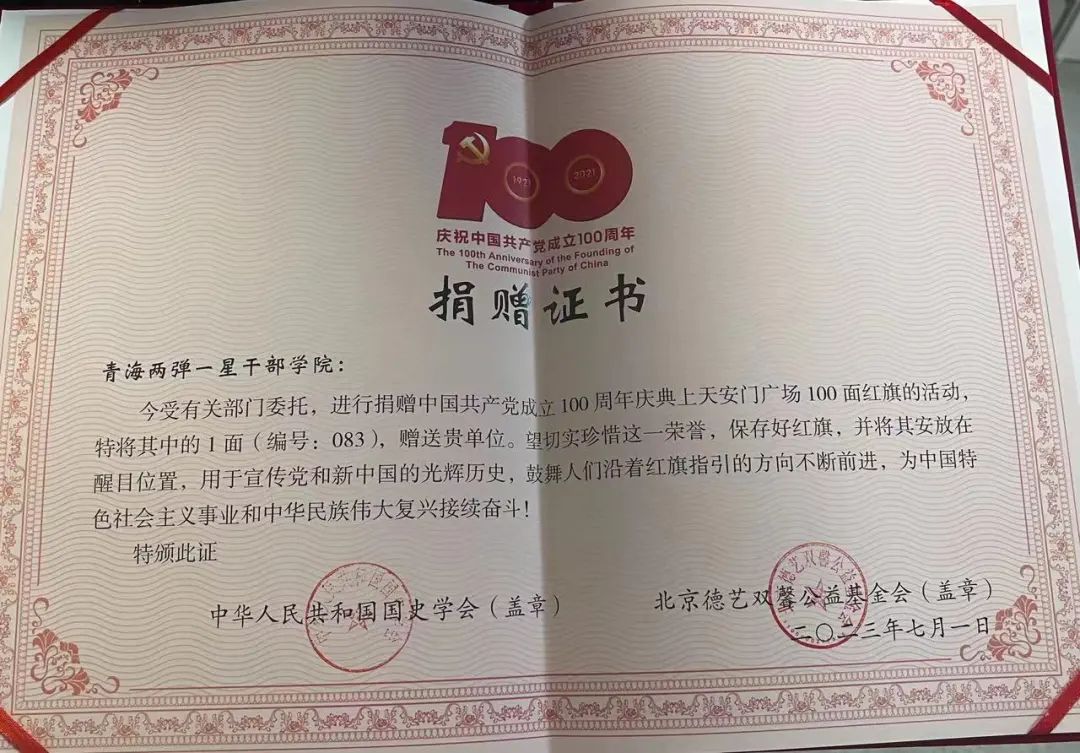 100
1921
2021
庆祝中国共产党成立100周年
The 100th Anniversary of the Founding of
The Communist Party of China
捐赠证书
青海两弹一星干部学院：
今受有关部门委托，进行捐赠中国共产党成立100周年庆典上天安门广场100面红旗的活动，
特将其中的1面（编号：083），赠送贵单位。望切实珍惜这一荣誉，保存好红旗，并将其安放在
醒目位置，用于宣传党和新中国的光辉历史，鼓舞人们沿着红旗指引的方向不断前进，为中国特
色社会主义事业和中华民族伟大复兴接续奋斗！
特颁此证
中华人民共和国国史学会（盖章）
北京德艺双馨公益基金会（盖章）
二〇二三年七月一日